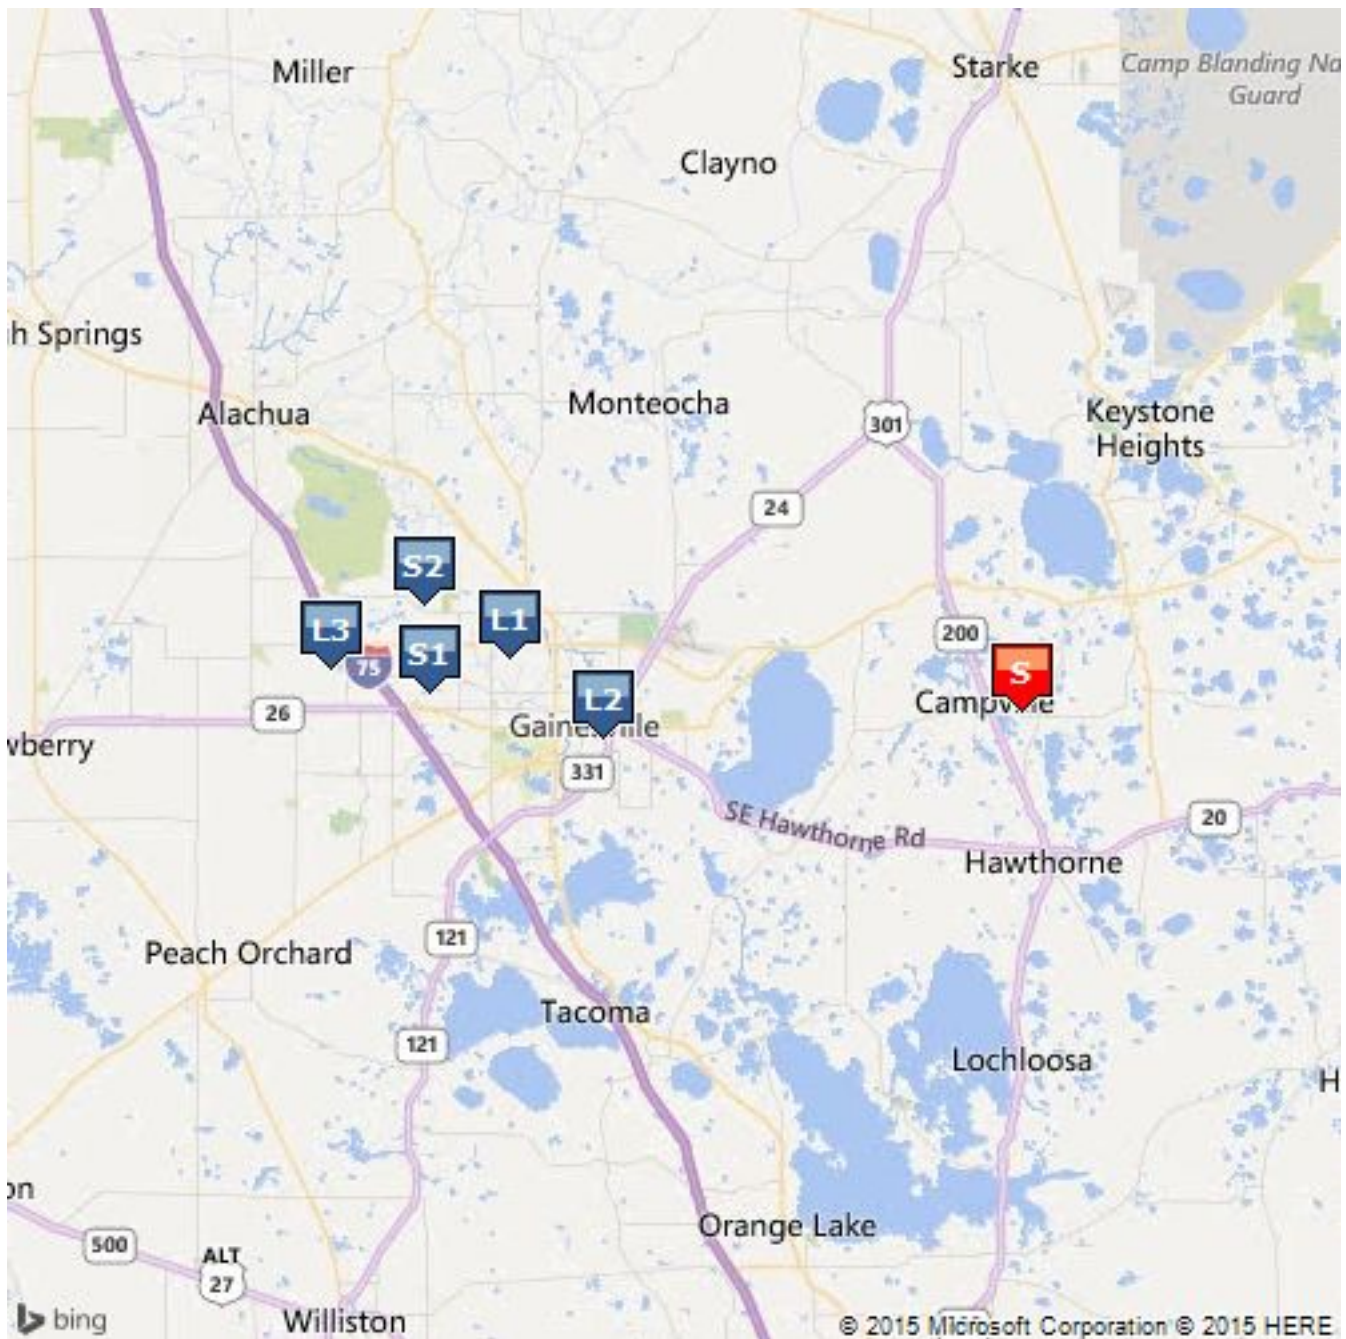 Miller
Starke
Camp Blanding Na
Guard
Clayno
h Springs
Alachua
Monteocha
Keystone
Heights
301
24
S2
L1
L3
S1
75
200
S
L2
Campville
26
Gainesville
wberry
331
SE Hawthorne Rd
20
Hawthorne
121
Peach Orchard
Tacoma
121
Lochloosa
H
on
Orange Lake
500
ALT
27
Williston
bing
© 2015 Microsoft Corporation © 2015 HERE